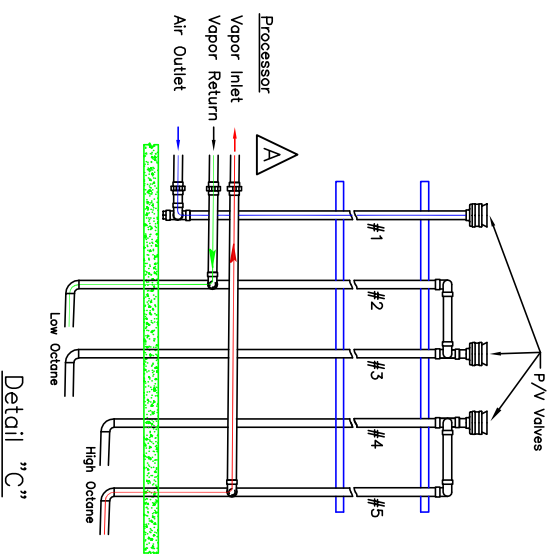 Processor
Vapor Inlet
Vapor Return
Air Outlet
A
#1
#2
#3
#4
#5
P/V Valves
Low Octane
High Octane
Detail "C"